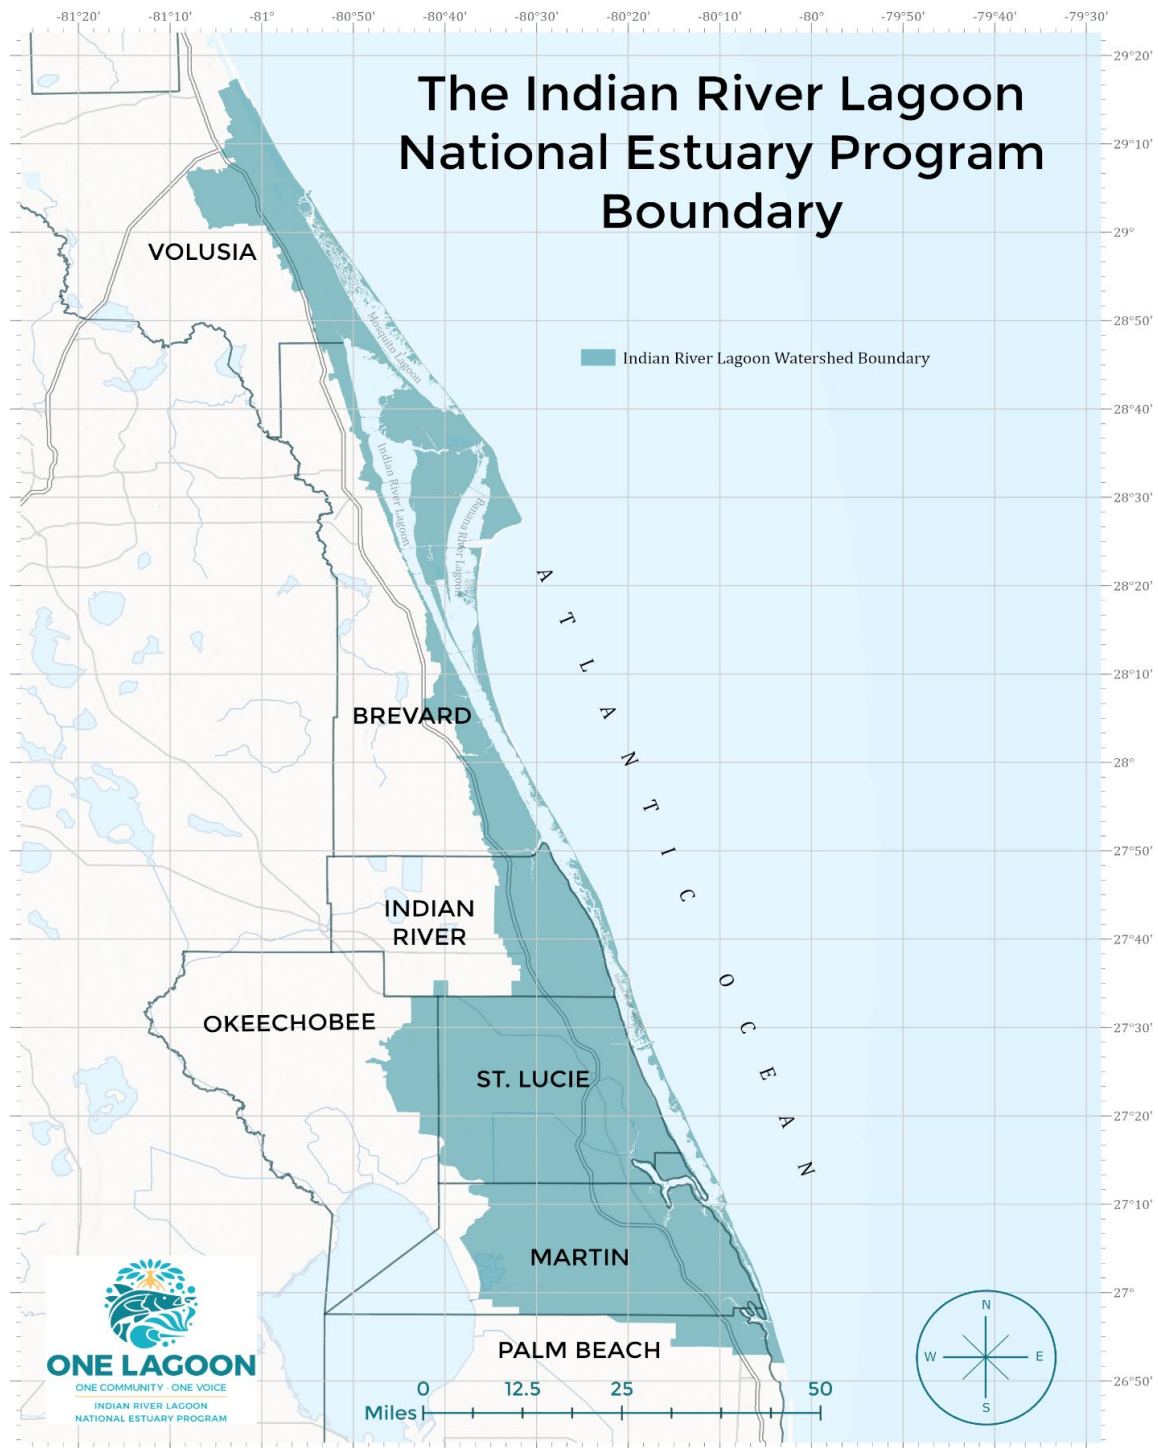 -81°20'
-81°10'
-81°
-80°50'
-80°40'
-80°30'
-80°20'
-80°10'
-80°
-79°50'
-79°40'
-79°30'
The Indian River Lagoon
National Estuary Program
Boundary
29°20'
29°10'
29°
28°50'
28°40'
28°30'
28°20'
28°10'
28°
27°50'
27°40'
27°30'
27°20'
27°10'
27°
26°50'
Indian River Lagoon Watershed Boundary
VOLUSIA
Mosquito Lagoon
Indian River Lagoon
Banana River Lagoon
ATLANTIC OCEAN
BREVARD
INDIAN
RIVER
OKEECHOBEE
ST. LUCIE
MARTIN
PALM BEACH
0 12.5 25 50
Miles
N
W E
S
ONE LAGOON
ONE COMMUNITY · ONE VOICE
INDIAN RIVER LAGOON
NATIONAL ESTUARY PROGRAM